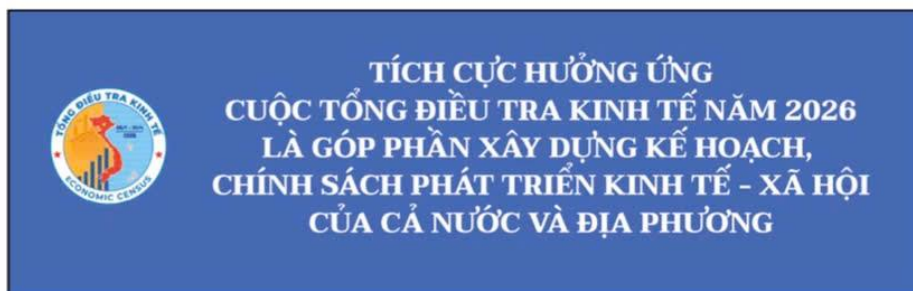 TỔNG ĐIỀU TRA KINH TẾ
2026
ECONOMIC CENSUS
TÍCH CỰC HƯỞNG ỨNG
CUỘC TỔNG ĐIỀU TRA KINH TẾ NĂM 2026
LÀ GÓP PHẦN XÂY DỰNG KẾ HOẠCH,
CHÍNH SÁCH PHÁT TRIỂN KINH TẾ – XÃ HỘI
CỦA CẢ NƯỚC VÀ ĐỊA PHƯƠNG